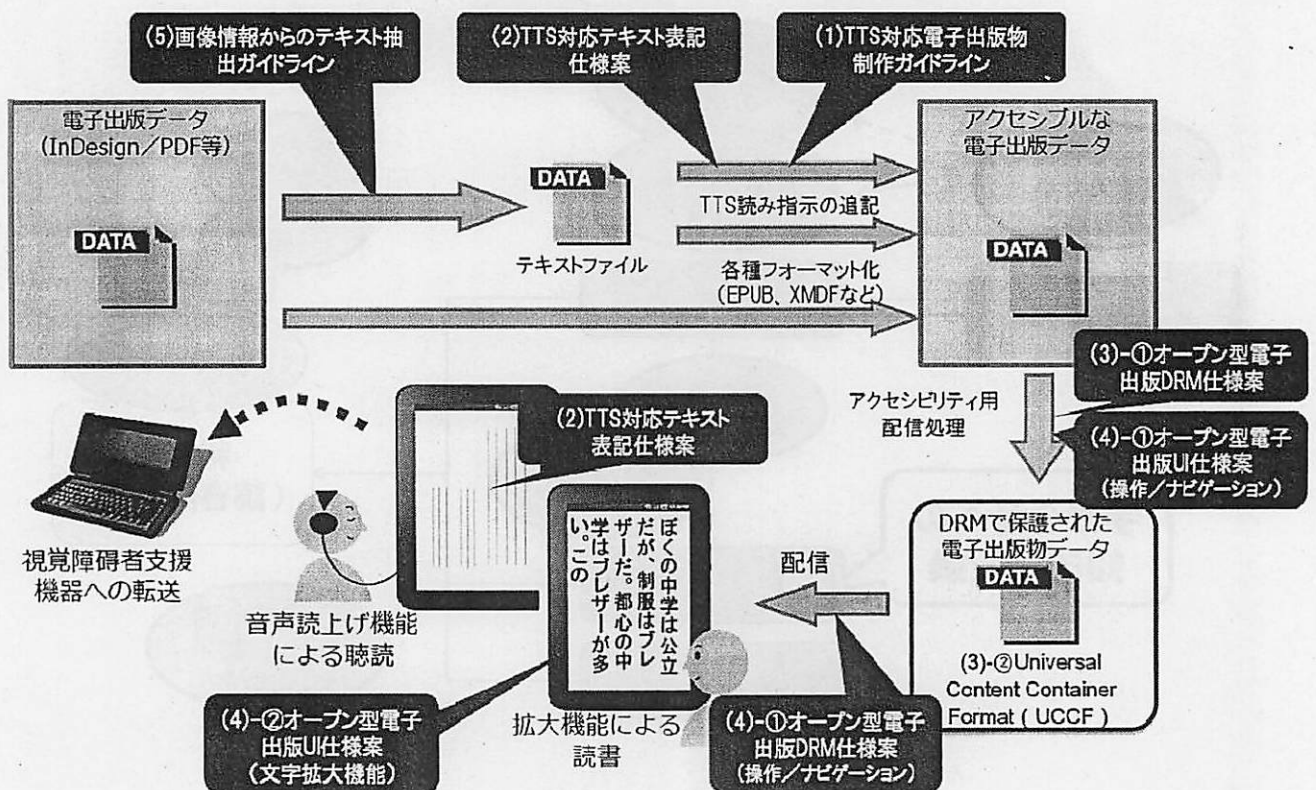 (5)画像情報からのテキスト抽
出ガイドライン
(2)TTS対応テキスト表記
仕様案
(1)TTS対応電子出版物
制作ガイドライン
電子出版データ
(InDesign/PDF等)
DATA
DATA
テキストファイル
TTS読み指示の追記
各種フォーマット化
(EPUB、XMDFなど)
アクセシブルな
電子出版データ
DATA
アクセシビリティ用
配信処理
(3)-①オープン型電子
出版DRM仕様案
(4)-①オープン型電子
出版UI仕様案
(操作/ナビゲーション)
DRMで保護された
電子出版物データ
DATA
(3)-②Universal
Content Container
Format ( UCCF )
配信
(4)-①オープン型電子
出版DRM仕様案
(操作/ナビゲーション)
(2)TTS対応テキスト
表記仕様案
ぼくの中学は公立
だが、制服はブレ
ザーだ。都心の中
学はブレザーが多
い。この
拡大機能による
読書
(4)-②オープン型電子
出版UI仕様案
(文字拡大機能)
音声読上げ機能
による聴読
視覚障碍者支援
機器への転送